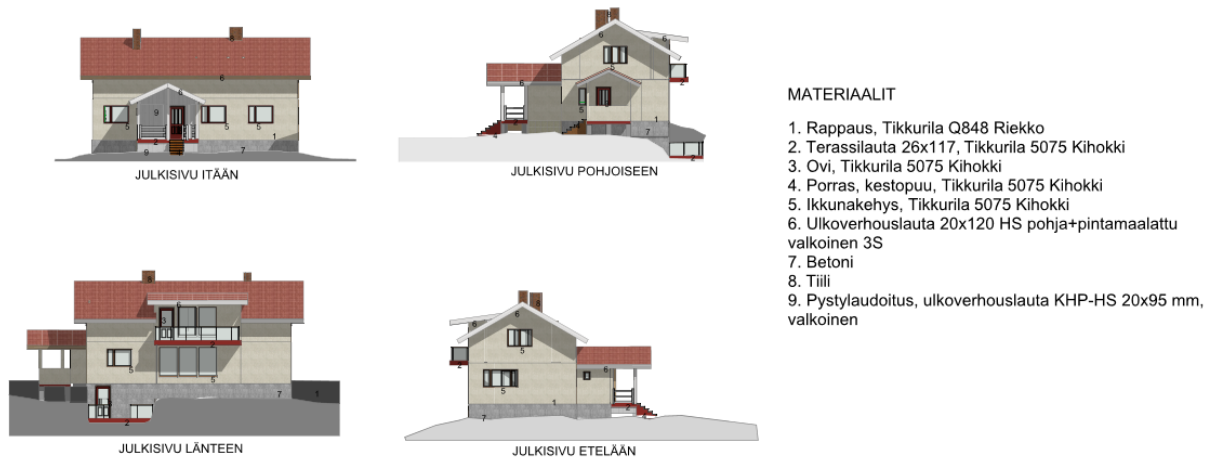 JULKISIVU ITÄÄN
JULKISIVU POHJOISEEN
JULKISIVU LÄNTEEN
JULKISIVU ETELÄÄN
MATERIAALIT
1. Rappaus, Tikkurila Q848 Riekko
2. Terassilauta 26x117, Tikkurila 5075 Kihokki
3. Ovi, Tikkurila 5075 Kihokki
4. Porras, kestopuu, Tikkurila 5075 Kihokki
5. Ikkunakehys, Tikkurila 5075 Kihokki
6. Ulkoverhouslauta 20x120 HS pohja+pintamaalattu
valkoinen 3S
7. Betoni
8. Tiili
9. Pystylaudoitus, ulkoverhouslauta KHP-HS 20x95 mm,
valkoinen